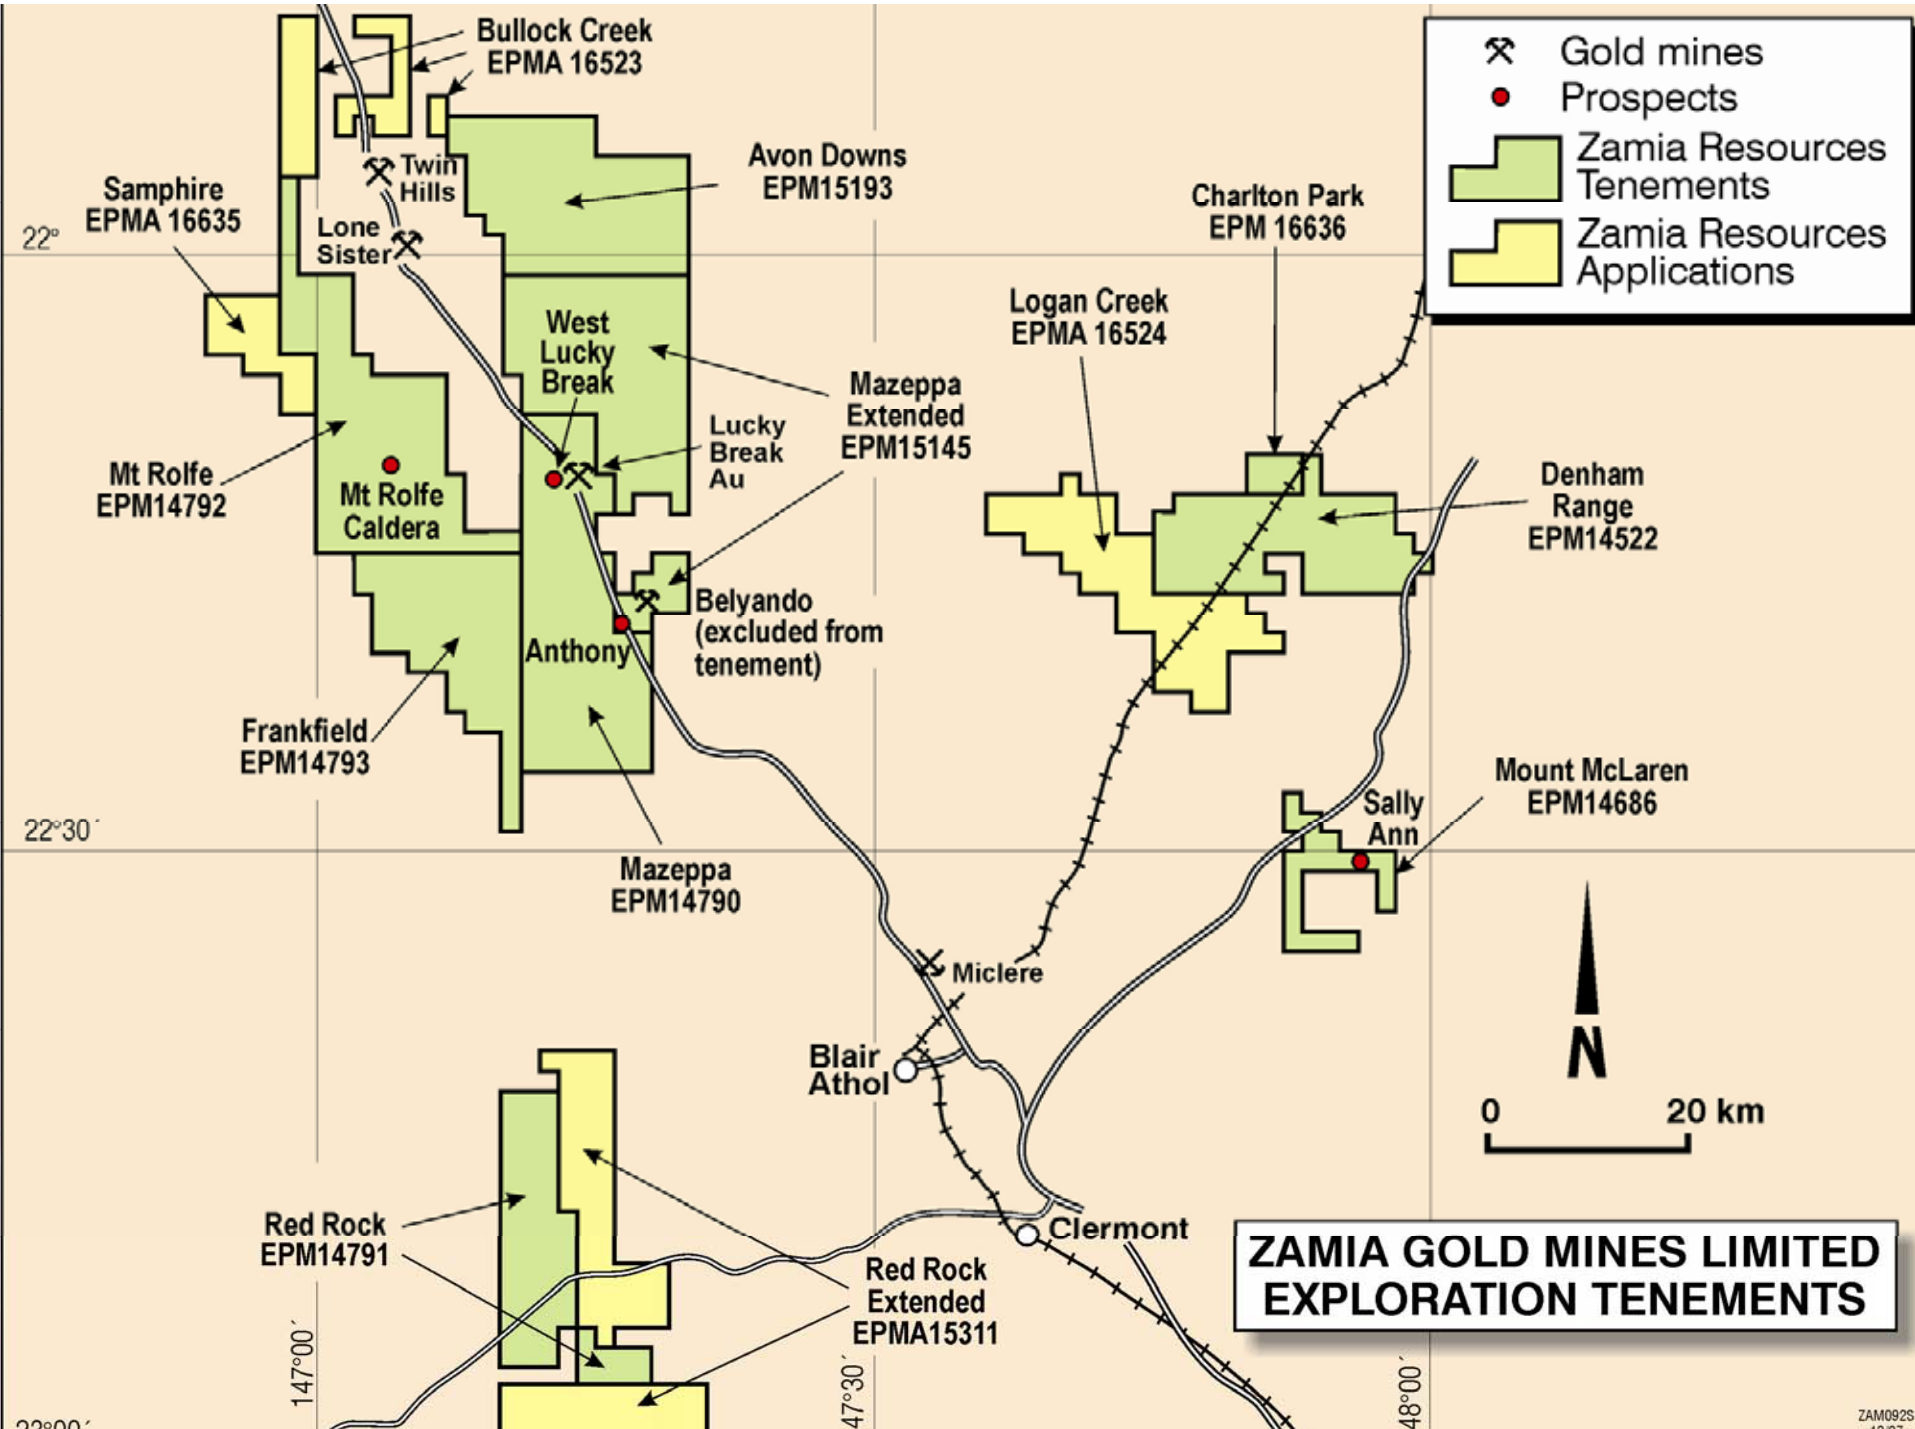 Bullock Creek
EPMA 16523
Gold mines
Prospects
Zamia Resources
Tenements
Zamia Resources
Applications
Twin
Hills
Avon Downs
EPM15193
Samphire
EPMA 16635
Charlton Park
EPM 16636
Lone
Sister
22°
Logan Creek
EPMA 16524
West
Lucky
Break
Mazeppa
Extended
EPM15145
Lucky
Break
Au
Mt Rolfe
EPM14792
Mt Rolfe
Caldera
Denham
Range
EPM14522
Belyando
(excluded from
tenement)
Anthony
Frankfield
EPM14793
22°30´
Mazeppa
EPM14790
Mount McLaren
EPM14686
Sally
Ann
Miclere
N
Blair
Athol
0 20 km
Red Rock
EPM14791
Clermont
Red Rock
Extended
EPMA15311
ZAMIA GOLD MINES LIMITED
EXPLORATION TENEMENTS
147°00´
47°30´
48°00´
ZAM092S